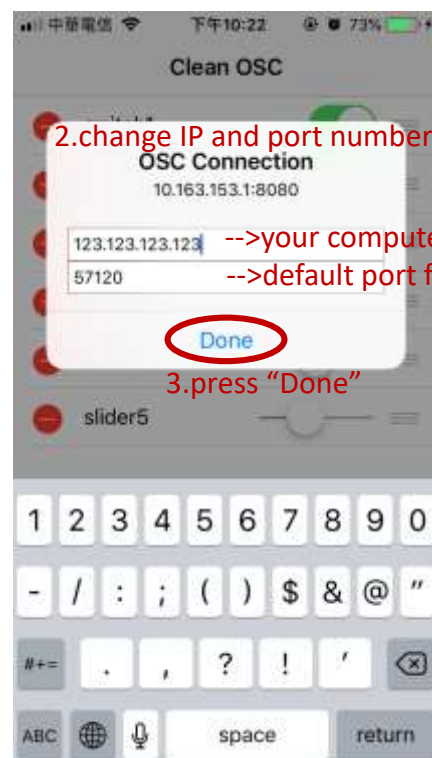 中華電信 下午10:22 73%
Clean OSC
2.change IP and port number
OSC Connection
10.163.153.1:8080
123.123.123.123 -->your compute
57120 -->default port f
Done
3.press “Done”
slider5
1 2 3 4 5 6 7 8 9 0
- / : ; ( ) $ & @ "
#+= . , ? ! ' 
ABC space return